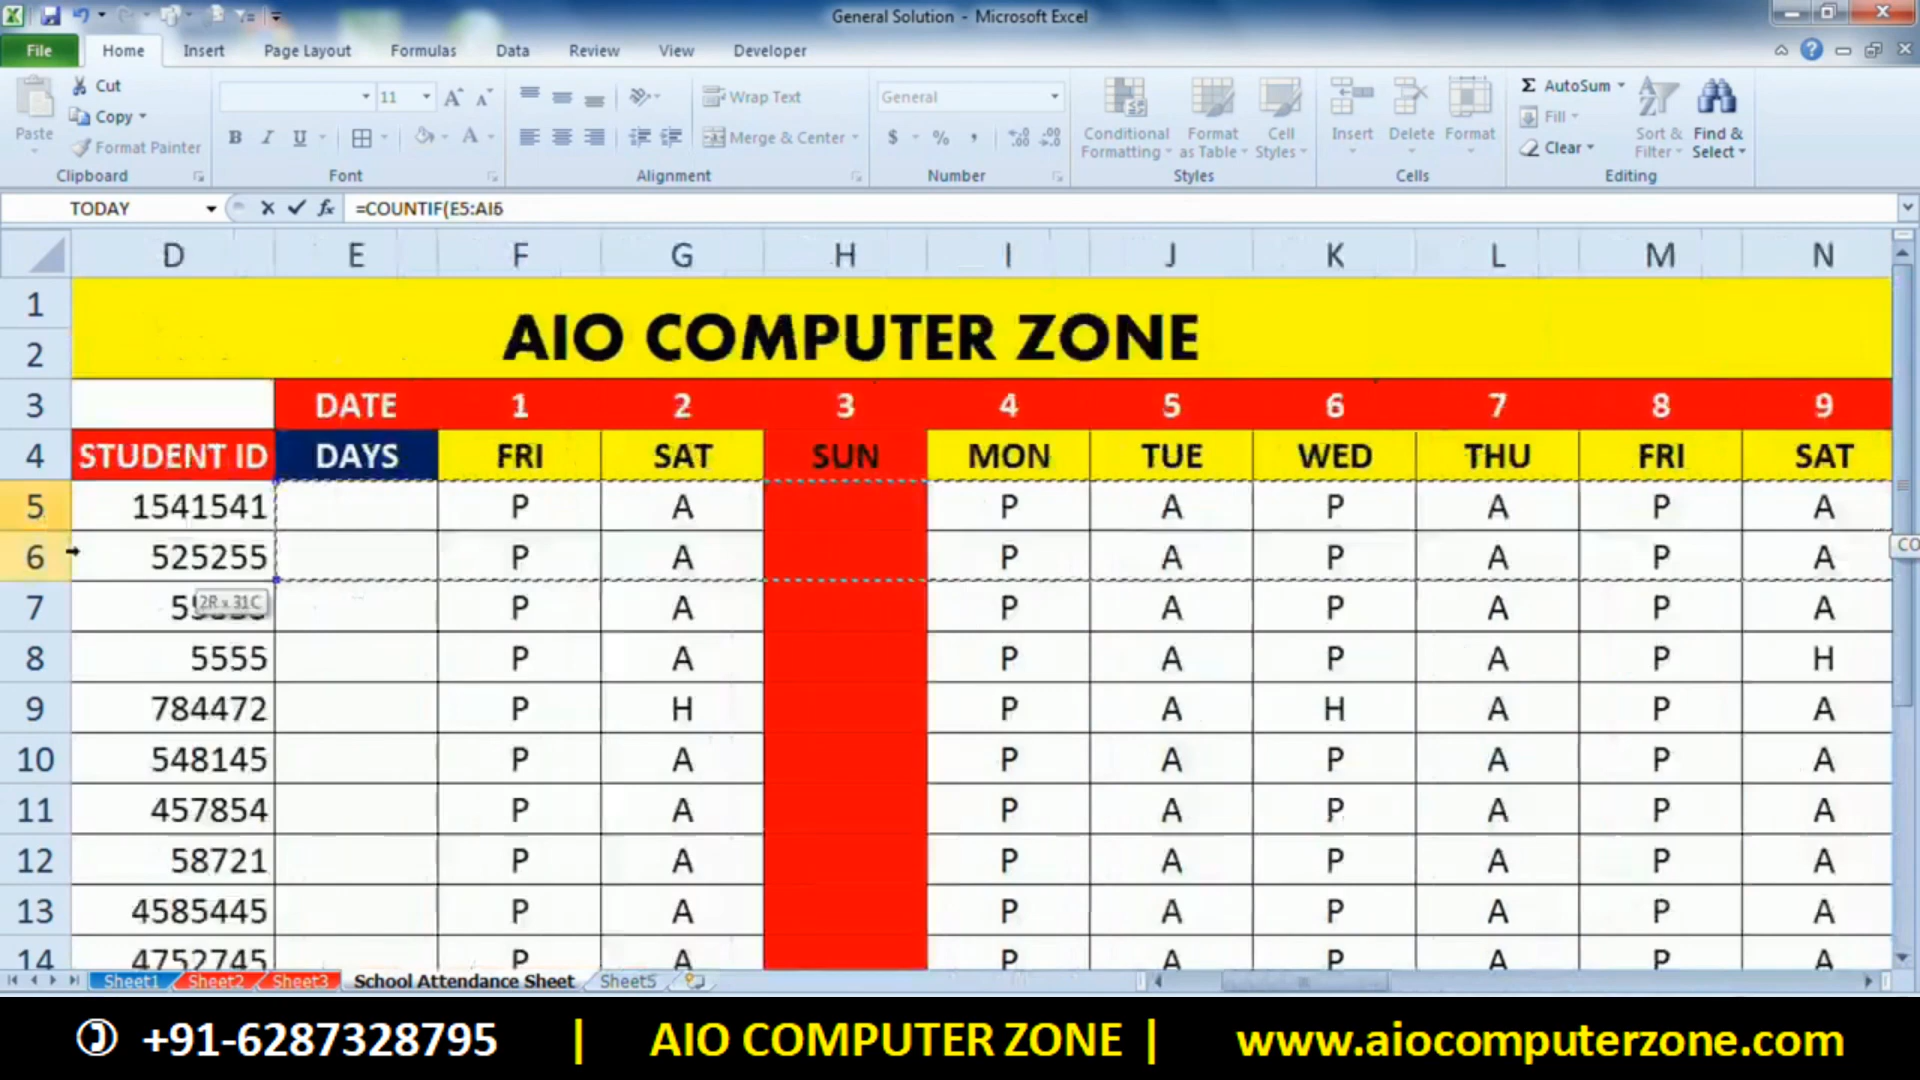 General Solution - Microsoft Excel
File Home Insert Page Layout Formulas Data Review View Developer
Paste Cut Copy Format Painter
11 B I U
Wrap Text Merge & Center
General $ % ,
Conditional Formatting Format as Table Cell Styles
Insert Delete Format
Σ AutoSum Fill Clear Sort & Filter Find & Select
Clipboard Font Alignment Number Styles Cells Editing
TODAY fx =COUNTIF(E5:AI6
D E F G H I J K L M N
1
AIO COMPUTER ZONE
2
3 DATE 1 2 3 4 5 6 7 8 9
4 STUDENT ID DAYS FRI SAT SUN MON TUE WED THU FRI SAT
5 1541541 P A P A P A P A
6 525255 P A P A P A P A
CO
2R x 31C
7 P A P A P A P A
8 5555 P A P A P A P H
9 784472 P H P A H A P A
10 548145 P A P A P A P A
11 457854 P A P A P A P A
12 58721 P A P A P A P A
13 4585445 P A P A P A P A
14 4752745 P A P A P A P A
Sheet1 Sheet2 Sheet3 School Attendance Sheet Sheet5
+91-6287328795 | AIO COMPUTER ZONE | www.aiocomputerzone.com